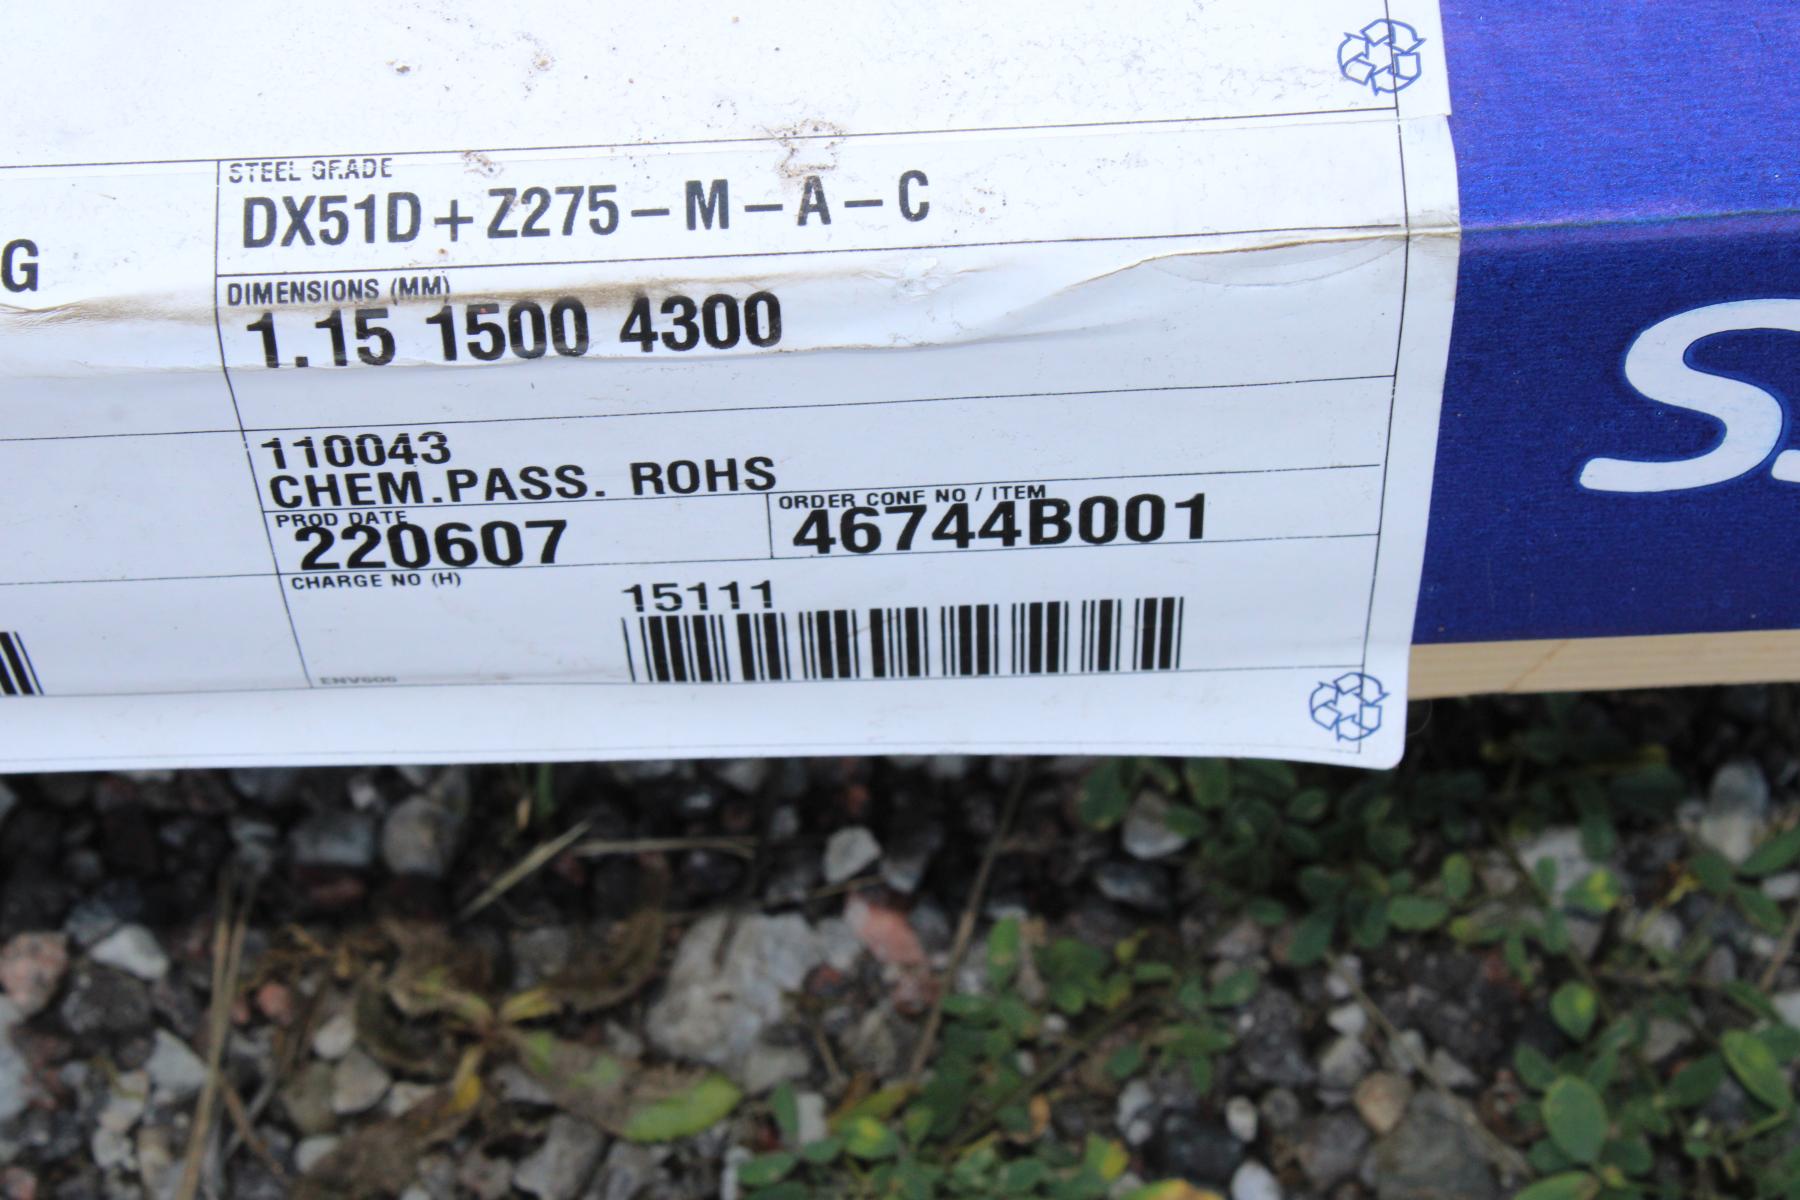 STEEL GRADE
DX51D+Z275-M-A-C
G
DIMENSIONS (MM)
1.15 1500 4300
110043
CHEM.PASS. ROHS
PROD DATE
220607
ORDER CONF NO / ITEM
46744B001
CHARGE NO (H)
15111
S